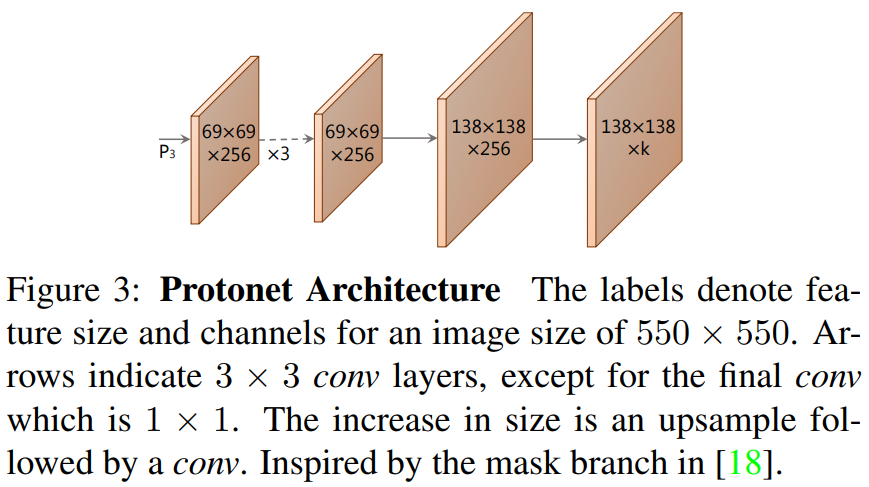 P₃
69×69
×256
×3
69×69
×256
138×138
×256
138×138
×k
Figure 3: Protonet Architecture The labels denote fea-
ture size and channels for an image size of 550 × 550. Ar-
rows indicate 3 × 3 conv layers, except for the final conv
which is 1 × 1. The increase in size is an upsample fol-
lowed by a conv. Inspired by the mask branch in [18].